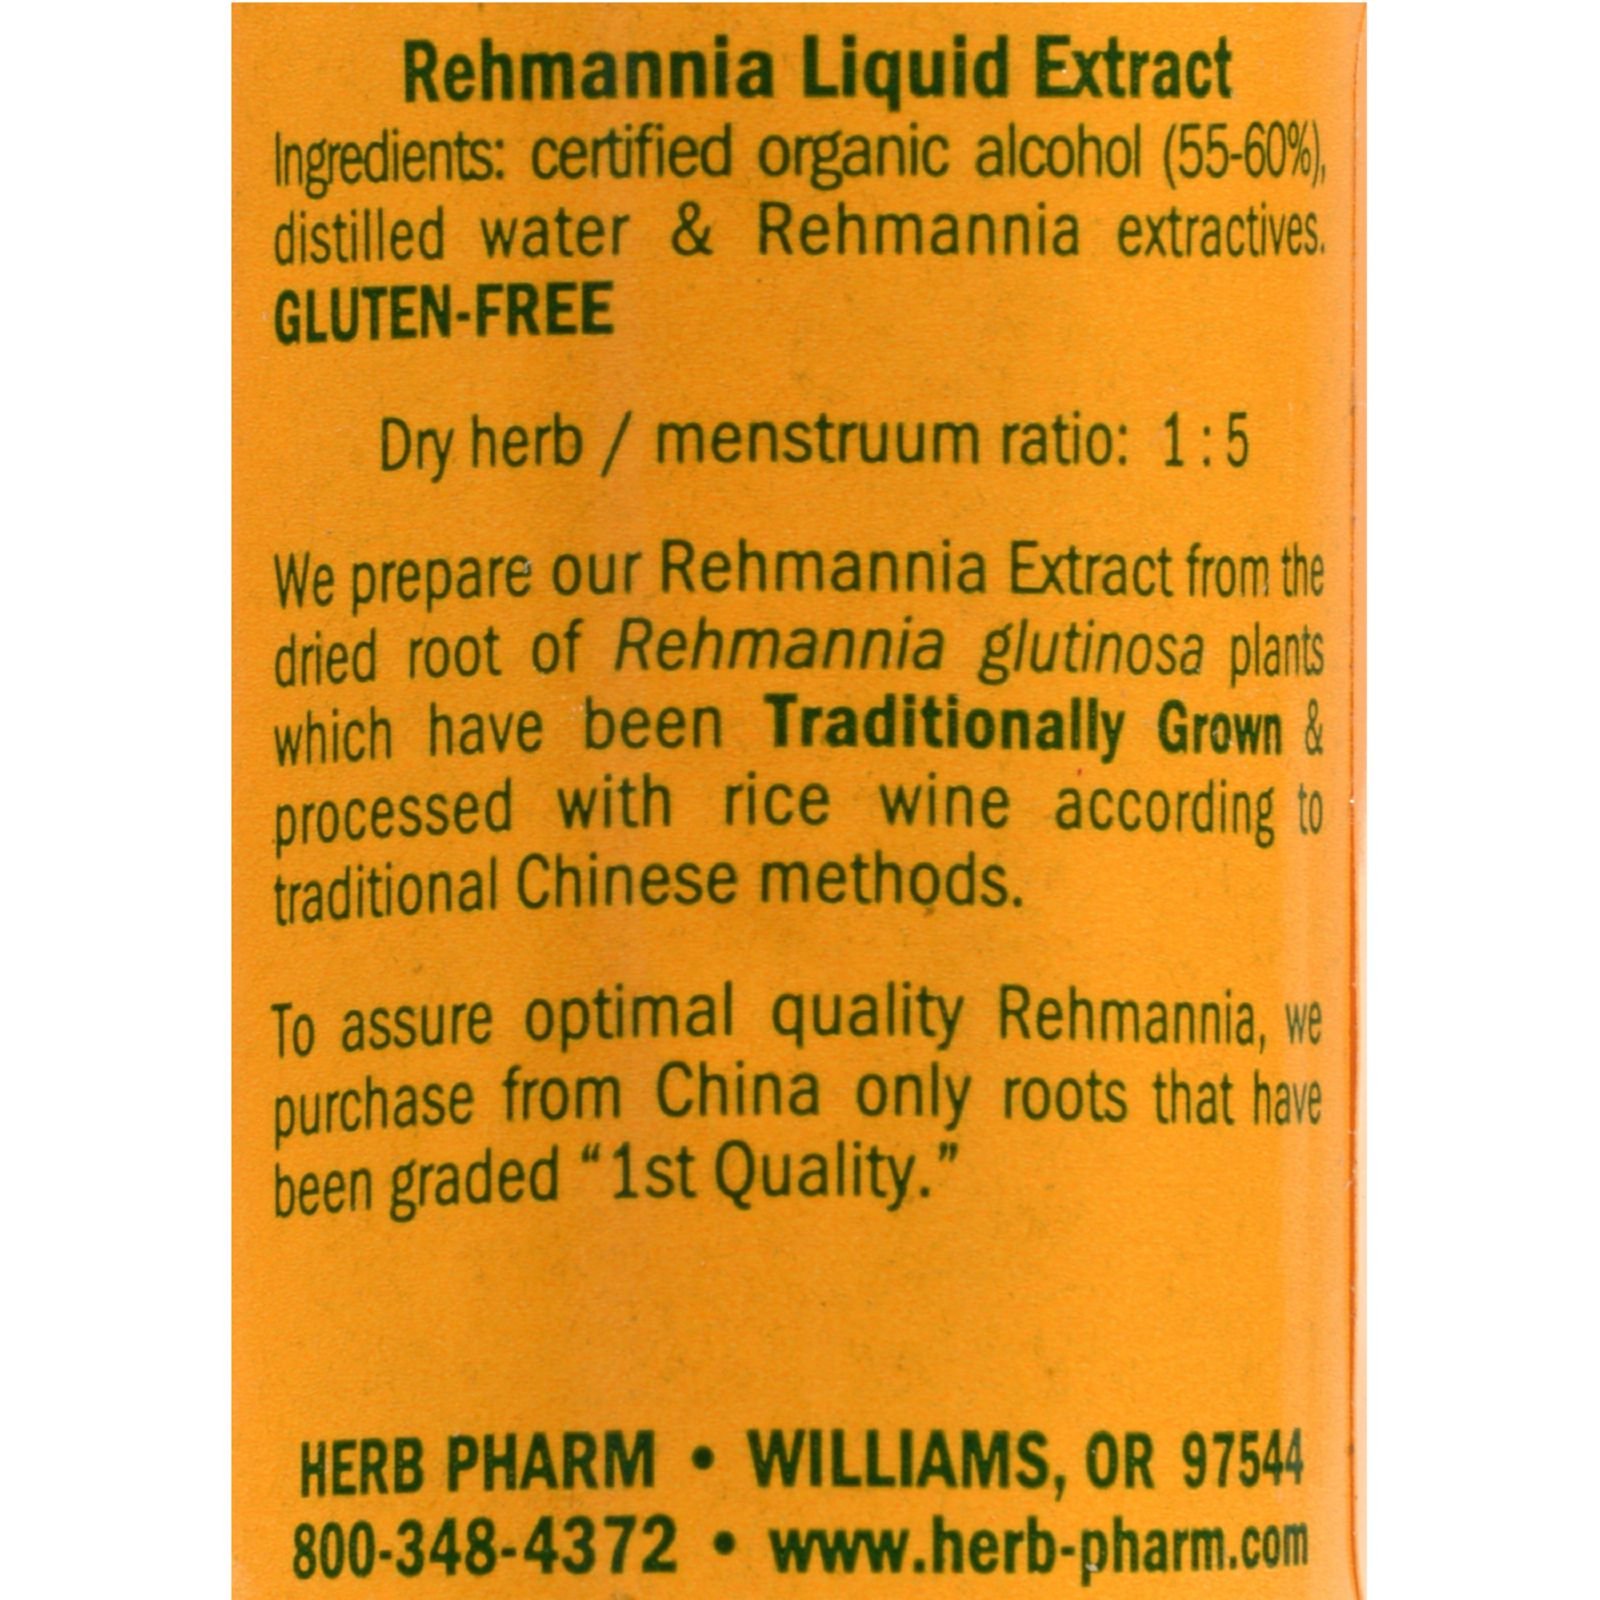 Rehmannia Liquid Extract
Ingredients: certified organic alcohol (55-60%),
distilled water & Rehmannia extractives.
GLUTEN-FREE
Dry herb / menstruum ratio: 1 : 5
We prepare our Rehmannia Extract from the
dried root of Rehmannia glutinosa plants
which have been Traditionally Grown &
processed with rice wine according to
traditional Chinese methods.
To assure optimal quality Rehmannia, we
purchase from China only roots that have
been graded “1st Quality.”
HERB PHARM • WILLIAMS, OR 97544
800-348-4372 • www.herb-pharm.com